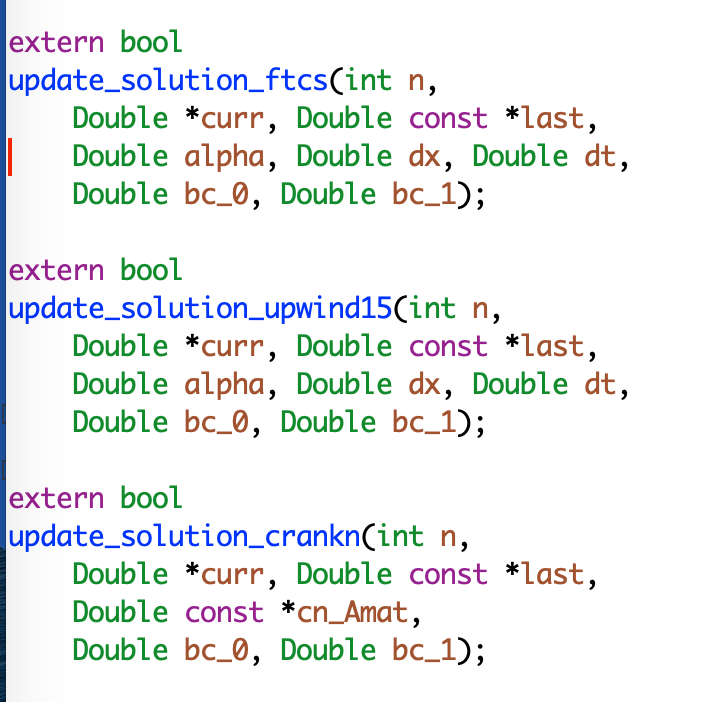 extern bool
update_solution_ftcs(int n,
    Double *curr, Double const *last,
    Double alpha, Double dx, Double dt,
    Double bc_0, Double bc_1);

extern bool
update_solution_upwind15(int n,
    Double *curr, Double const *last,
    Double alpha, Double dx, Double dt,
    Double bc_0, Double bc_1);

extern bool
update_solution_crankn(int n,
    Double *curr, Double const *last,
    Double const *cn_Amat,
    Double bc_0, Double bc_1);